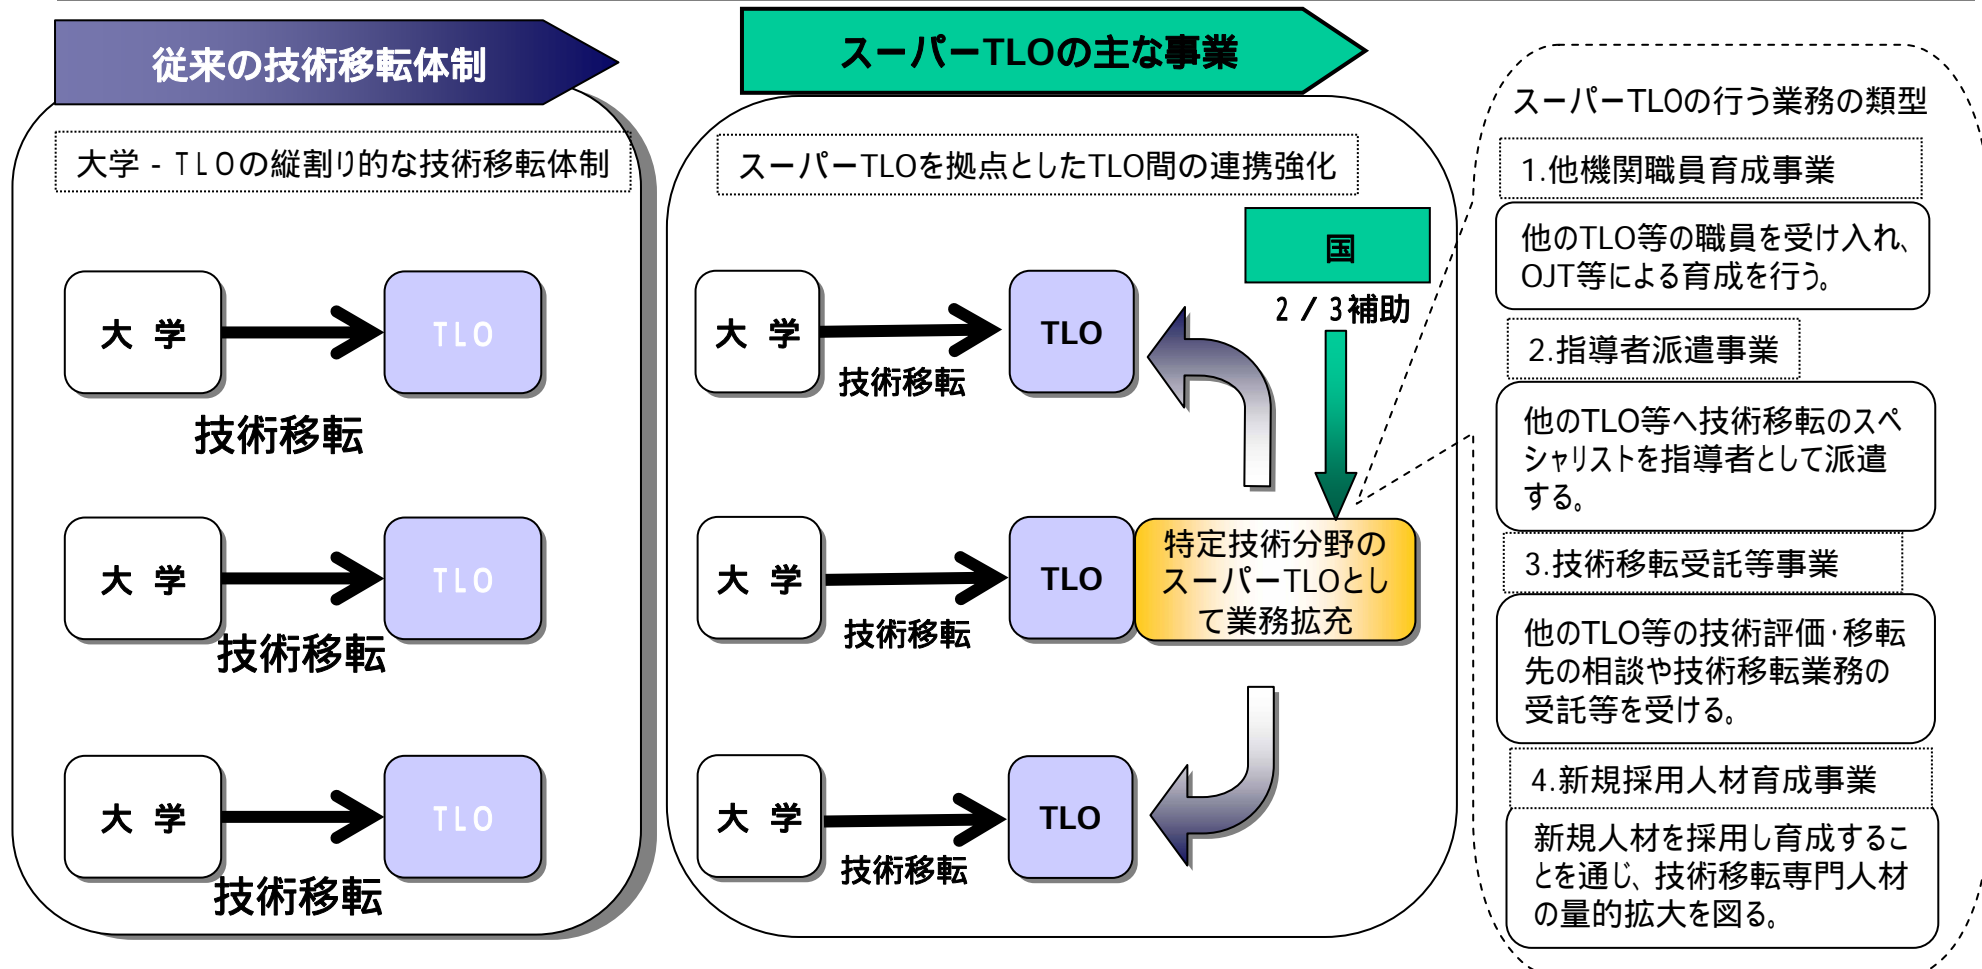 従来の技術移転体制
大学 - TLOの縦割り的な技術移転体制
大 学
TLO
技術移転
大 学
TLO
技術移転
大 学
TLO
技術移転
スーパーTLOの主な事業
スーパーTLOを拠点としたTLO間の連携強化
国
2 / 3補助
大 学
TLO
技術移転
大 学
TLO
技術移転
特定技術分野の
スーパーTLOとし
て業務拡充
大 学
TLO
技術移転
スーパーTLOの行う業務の類型
1.他機関職員育成事業
他のTLO等の職員を受け入れ、
OJT等による育成を行う。
2.指導者派遣事業
他のTLO等へ技術移転のスペ
シャリストを指導者として派遣
する。
3.技術移転受託等事業
他のTLO等の技術評価・移転
先の相談や技術移転業務の
受託等を受ける。
4.新規採用人材育成事業
新規人材を採用し育成するこ
とを通じ、技術移転専門人材
の量的拡大を図る。